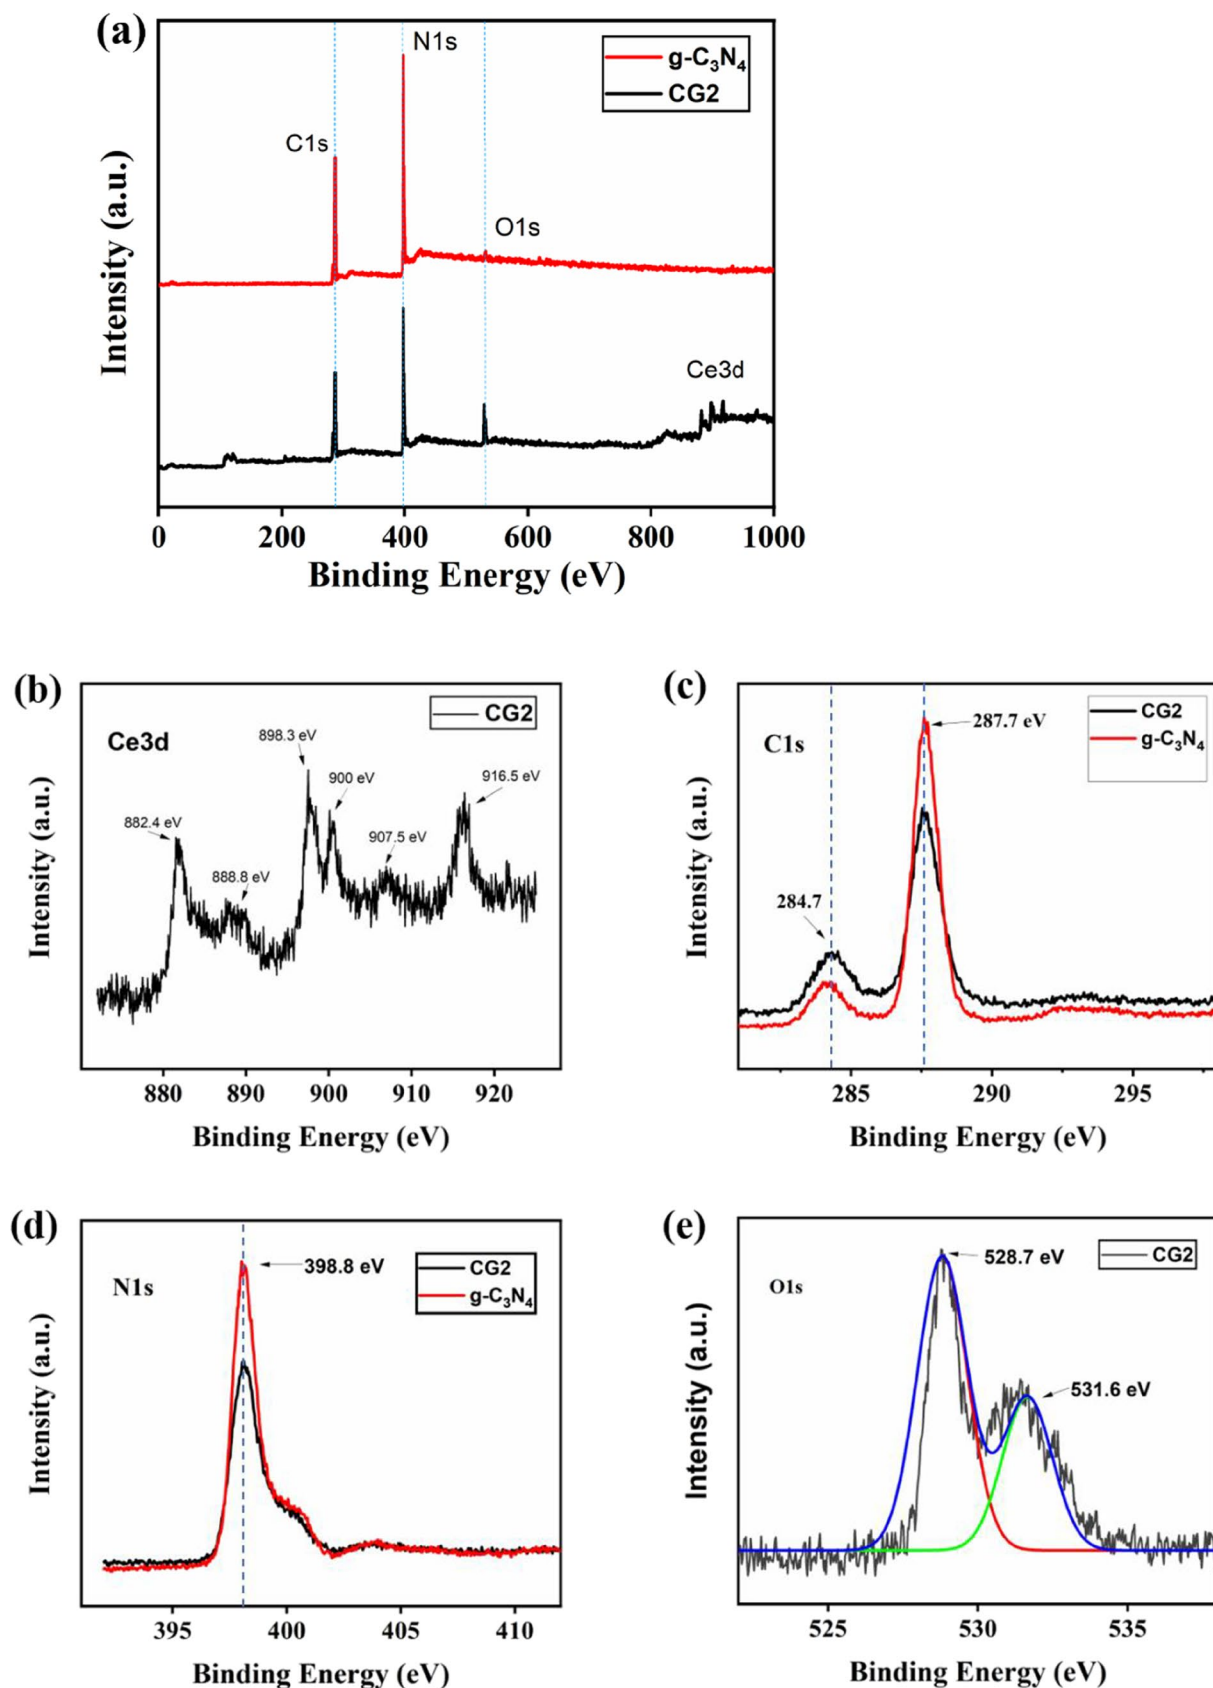 (a)
N1s
g-C₃N₄
CG2
C1s
O1s
Ce3d
Intensity (a.u.)
0 200 400 600 800 1000
Binding Energy (eV)
(b)
CG2
Ce3d
898.3 eV
900 eV
916.5 eV
882.4 eV
907.5 eV
888.8 eV
Intensity (a.u.)
880 890 900 910 920
Binding Energy (eV)
(c)
CG2
g-C₃N₄
287.7 eV
C1s
284.7
Intensity (a.u.)
285 290 295
Binding Energy (eV)
(d)
398.8 eV
CG2
g-C₃N₄
N1s
Intensity (a.u.)
395 400 405 410
Binding Energy (eV)
(e)
528.7 eV
CG2
O1s
531.6 eV
Intensity (a.u.)
525 530 535
Binding Energy (eV)